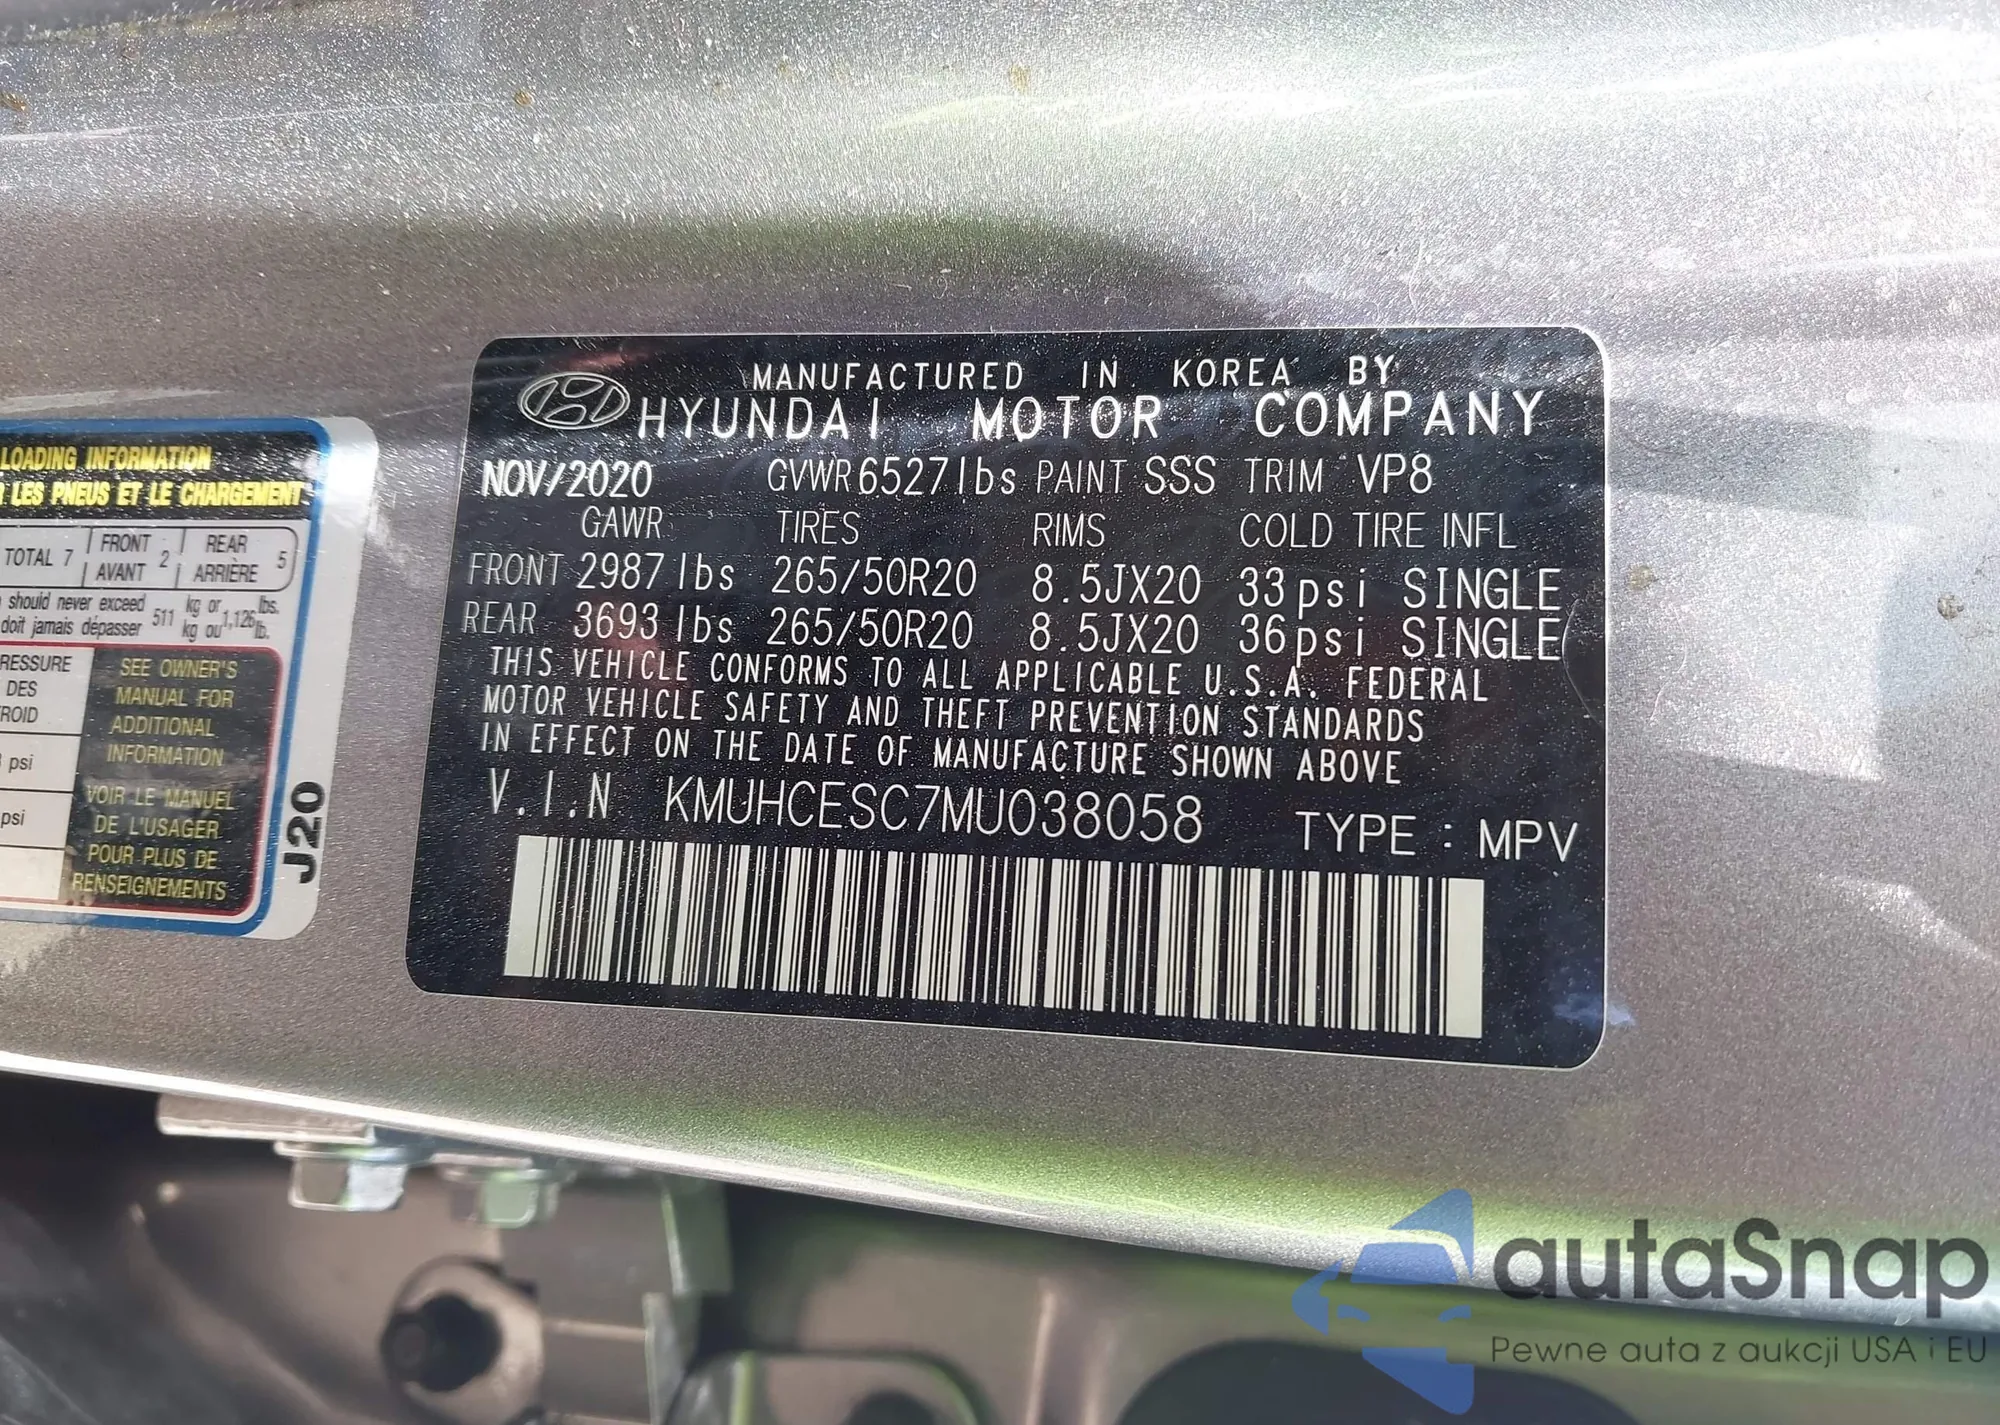 LOADING INFORMATION
LES PNEUS ET LE CHARGEMENT
TOTAL 7 FRONT AVANT 2 REAR ARRIÈRE 5
should never exceed 511 kg or 1,126 lbs.
doit jamais dépasser kg ou lb.
DES
SEE OWNER'S
MANUAL FOR
ADDITIONAL
INFORMATION
VOIR LE MANUEL
DE L'USAGER
POUR PLUS DE
RENSEIGNEMENTS
psi
psi
J20
MANUFACTURED IN KOREA BY
HYUNDAI MOTOR COMPANY
NOV/2020 GVWR 6527lbs PAINT SSS TRIM VP8
GAWR TIRES RIMS COLD TIRE INFL
FRONT 2987 lbs 265/50R20 8.5JX20 33psi SINGLE
REAR 3693 lbs 265/50R20 8.5JX20 36psi SINGLE
THIS VEHICLE CONFORMS TO ALL APPLICABLE U.S.A. FEDERAL
MOTOR VEHICLE SAFETY AND THEFT PREVENTION STANDARDS
IN EFFECT ON THE DATE OF MANUFACTURE SHOWN ABOVE
V.I.N KMUHCESC7MU038058 TYPE : MPV
autaSnap
Pewne auta z aukcji USA i EU